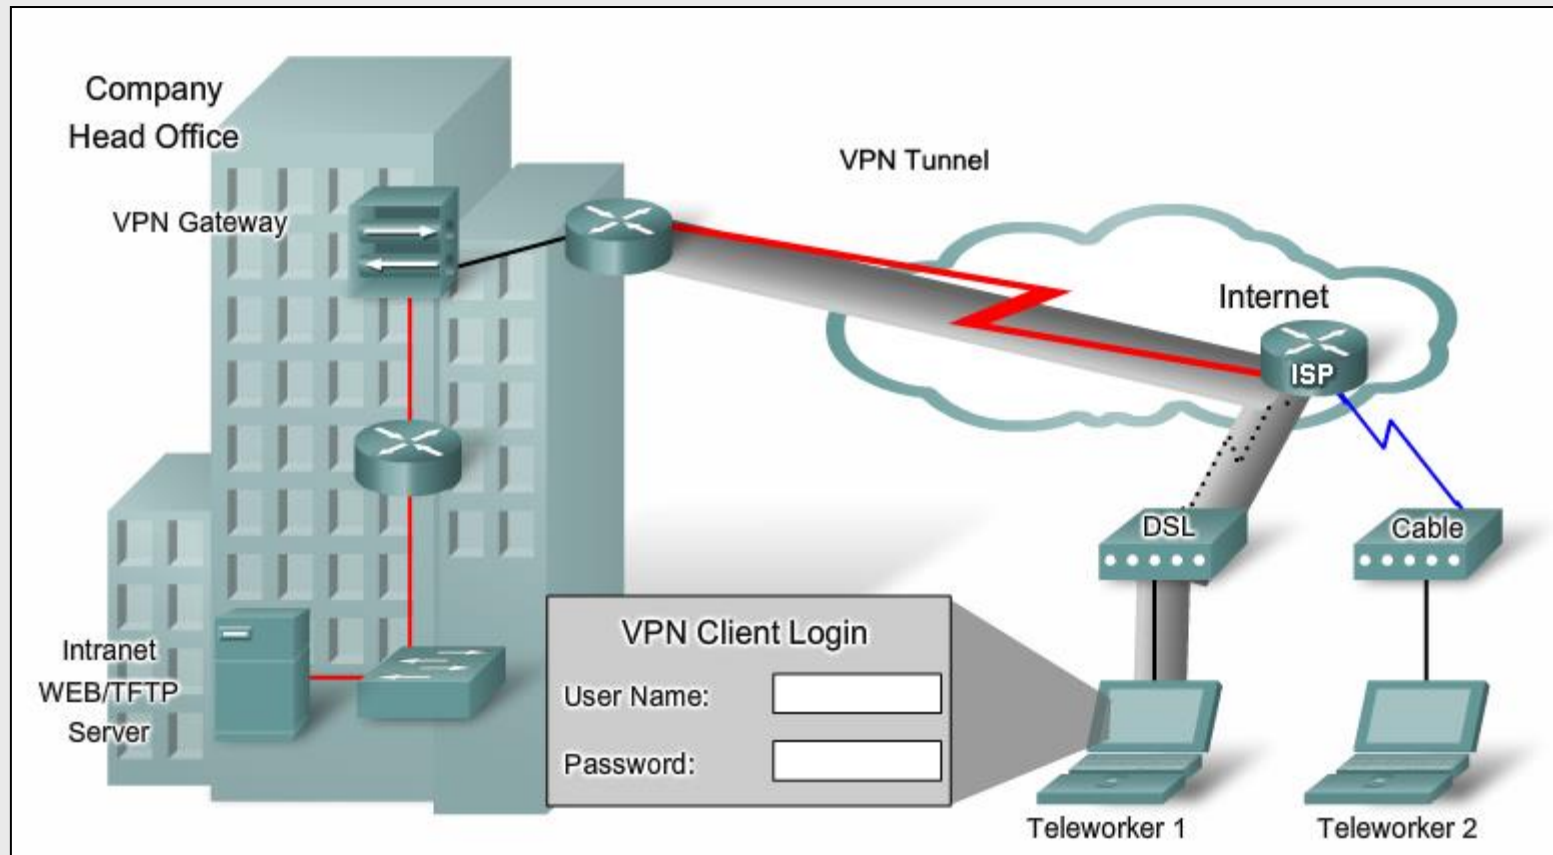 Company
Head Office
VPN Gateway
VPN Tunnel
Internet
ISP
DSL
Cable
Intranet
WEB/TFTP
Server
VPN Client Login
User Name:
Password:
Teleworker 1
Teleworker 2